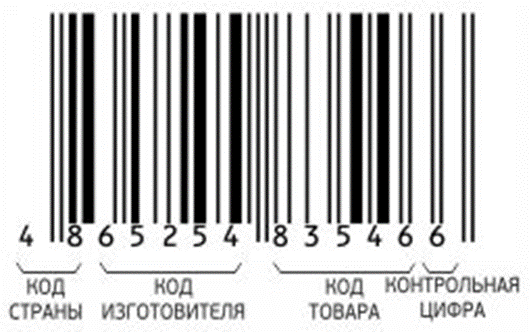 4 8 6 5 2 5 4 8 3 5 4 6 6
КОД СТРАНЫ
КОД ИЗГОТОВИТЕЛЯ
КОД ТОВАРА
КОНТРОЛЬНАЯ ЦИФРА